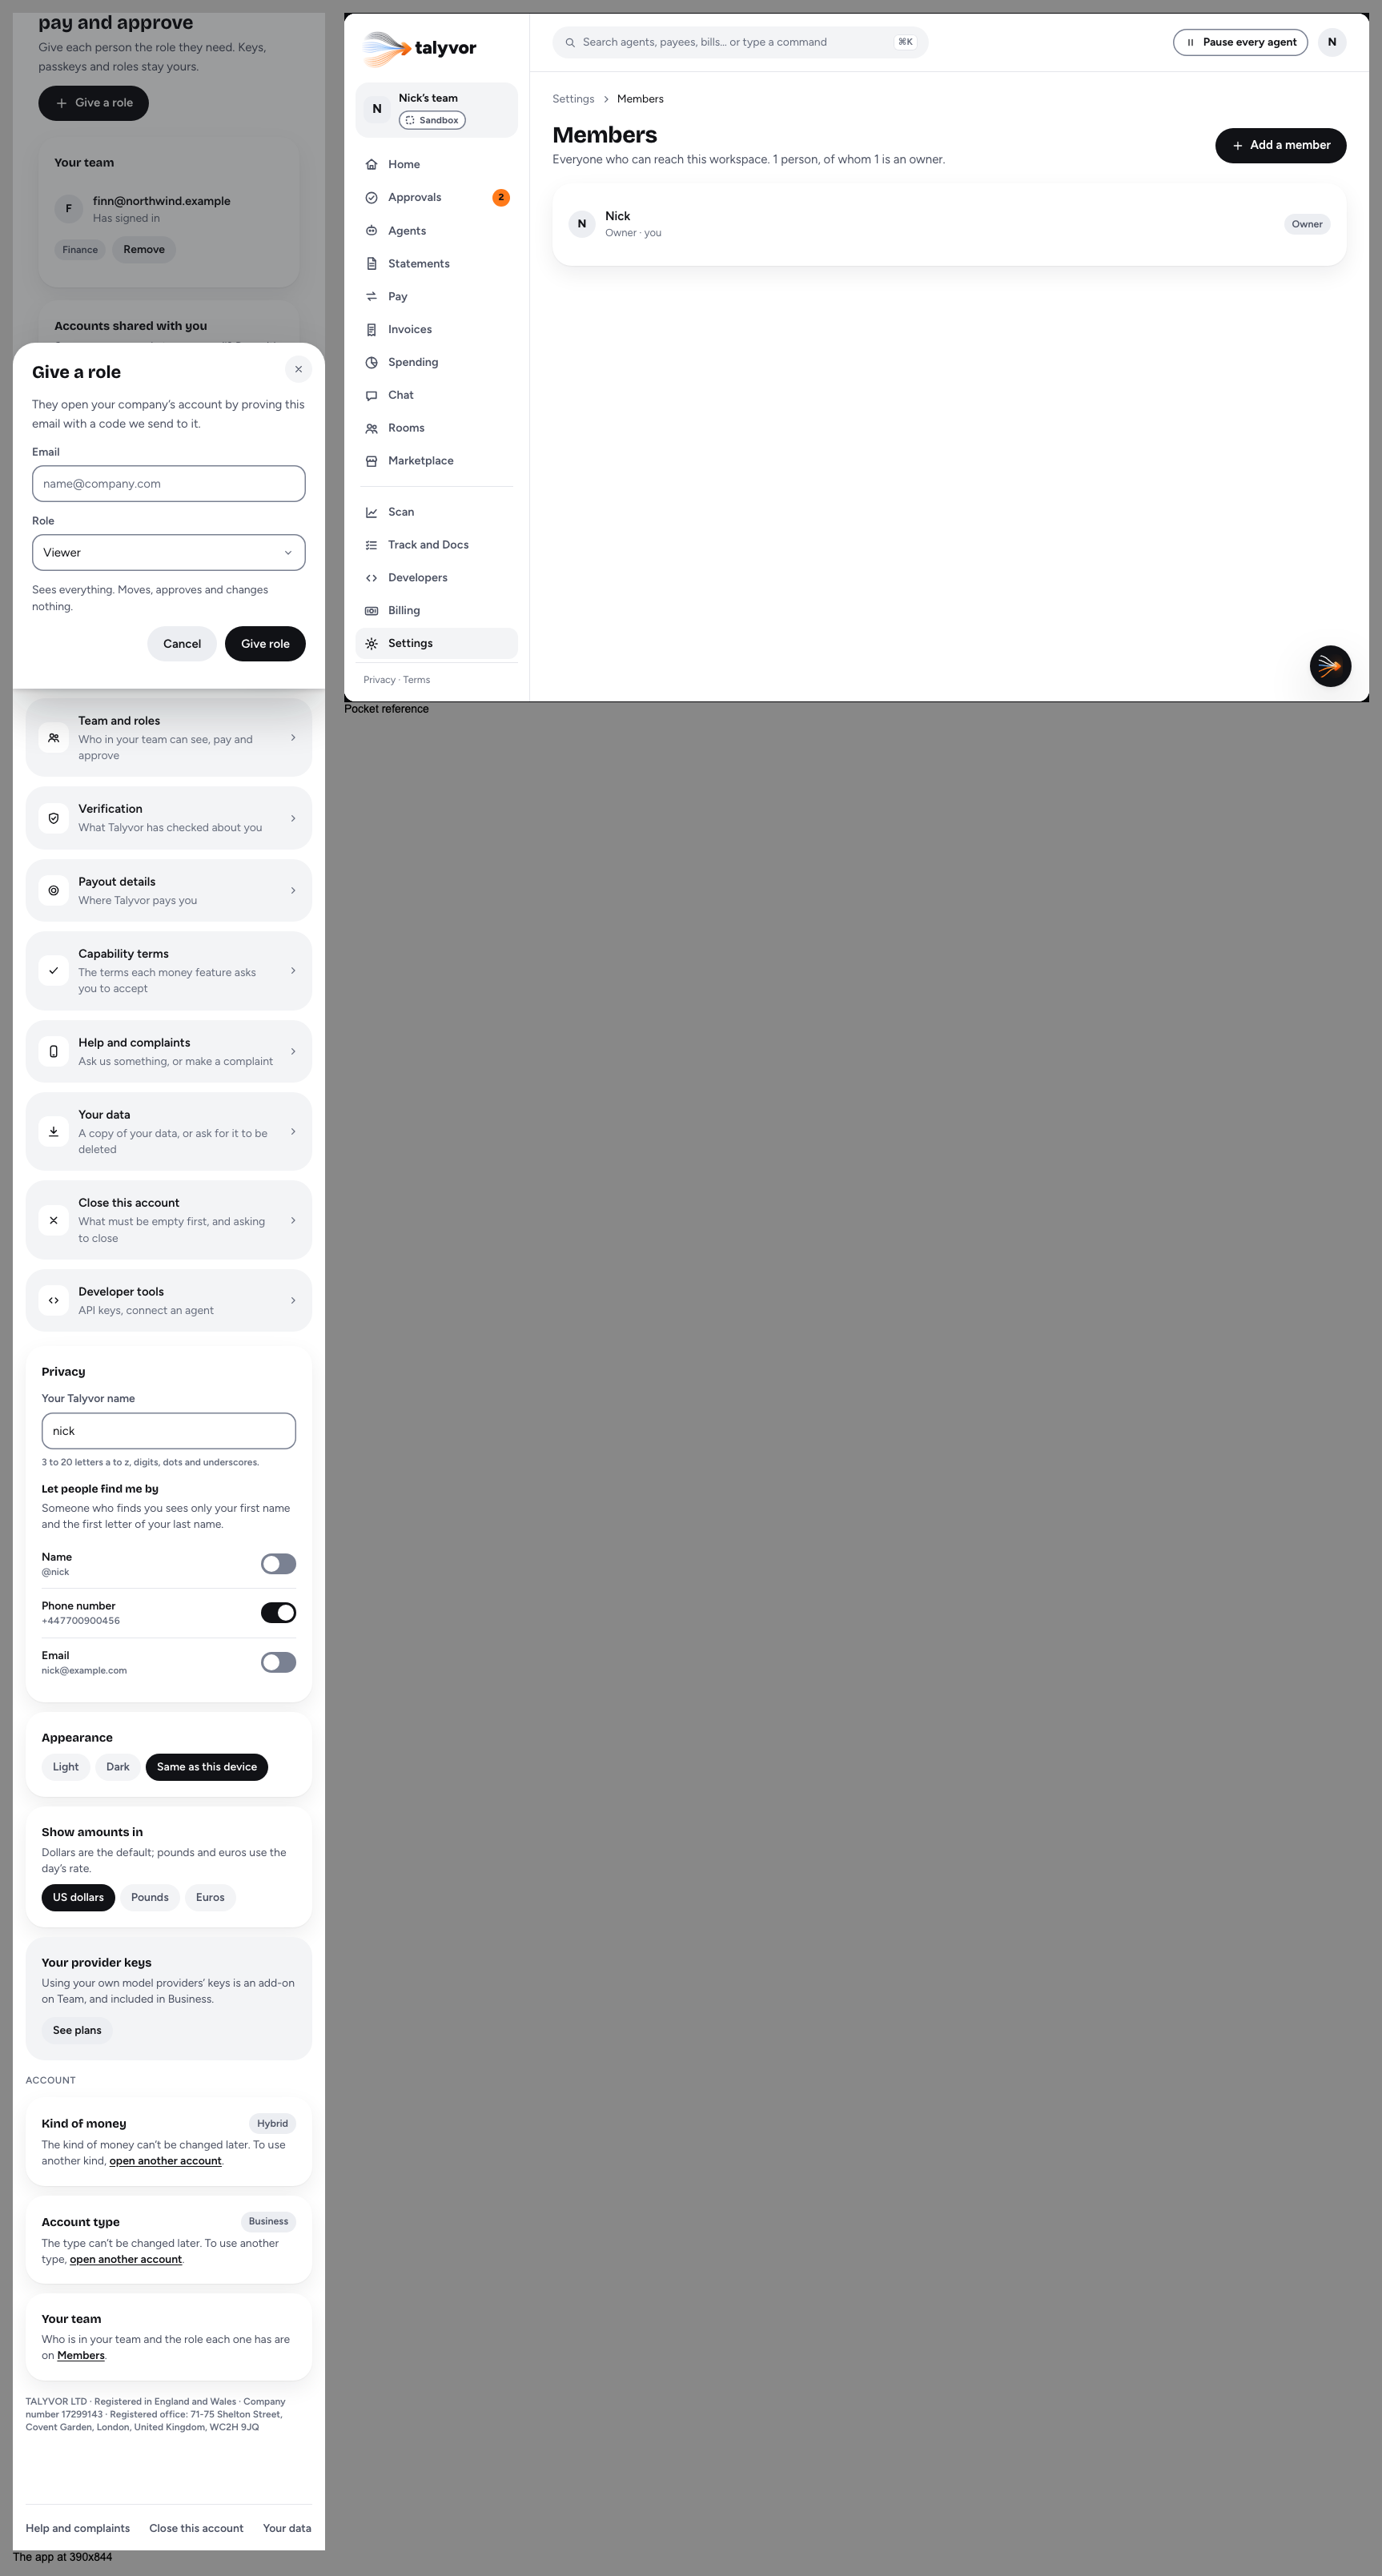 pay and approve
Give each person the role they need. Keys,
passkeys and roles stay yours.
Give a role
Your team
F
finn@northwind.example
Has signed in
Finance
Remove
Accounts shared with you
Give a role
They open your company's account by proving this
email with a code we send to it.
Email
name@company.com
Role
Viewer
Sees everything. Moves, approves and changes
nothing.
Cancel
Give role
Team and roles
Who in your team can see, pay and
approve
Verification
What Talyvor has checked about you
Payout details
Where Talyvor pays you
Capability terms
The terms each money feature asks
you to accept
Help and complaints
Ask us something, or make a complaint
Your data
A copy of your data, or ask for it to be
deleted
Close this account
What must be empty first, and asking
to close
Developer tools
API keys, connect an agent
Privacy
Your Talyvor name
nick
3 to 20 letters a to z, digits, dots and underscores.
Let people find me by
Someone who finds you sees only your first name
and the first letter of your last name.
Name
@nick
Phone number
+447700900456
Email
nick@example.com
Appearance
Light
Dark
Same as this device
Show amounts in
Dollars are the default; pounds and euros use the
day's rate.
US dollars
Pounds
Euros
Your provider keys
Using your own model providers' keys is an add-on
on Team, and included in Business.
See plans
ACCOUNT
Kind of money
Hybrid
The kind of money can't be changed later. To use
another kind, open another account.
Account type
Business
The type can't be changed later. To use another
type, open another account.
Your team
Who is in your team and the role each one has are
on Members.
TALYVOR LTD · Registered in England and Wales · Company
number 17299143 · Registered office: 71-75 Shelton Street,
Covent Garden, London, United Kingdom, WC2H 9JQ
Help and complaints
Close this account
Your data
The app at 390x844
talyvor
N
Nick's team
Sandbox
Home
Approvals
2
Agents
Statements
Pay
Invoices
Spending
Chat
Rooms
Marketplace
Scan
Track and Docs
Developers
Billing
Settings
Privacy · Terms
Search agents, payees, bills... or type a command
⌘K
Pause every agent
N
Settings
Members
Members
Everyone who can reach this workspace. 1 person, of whom 1 is an owner.
Add a member
N
Nick
Owner · you
Owner
Pocket reference